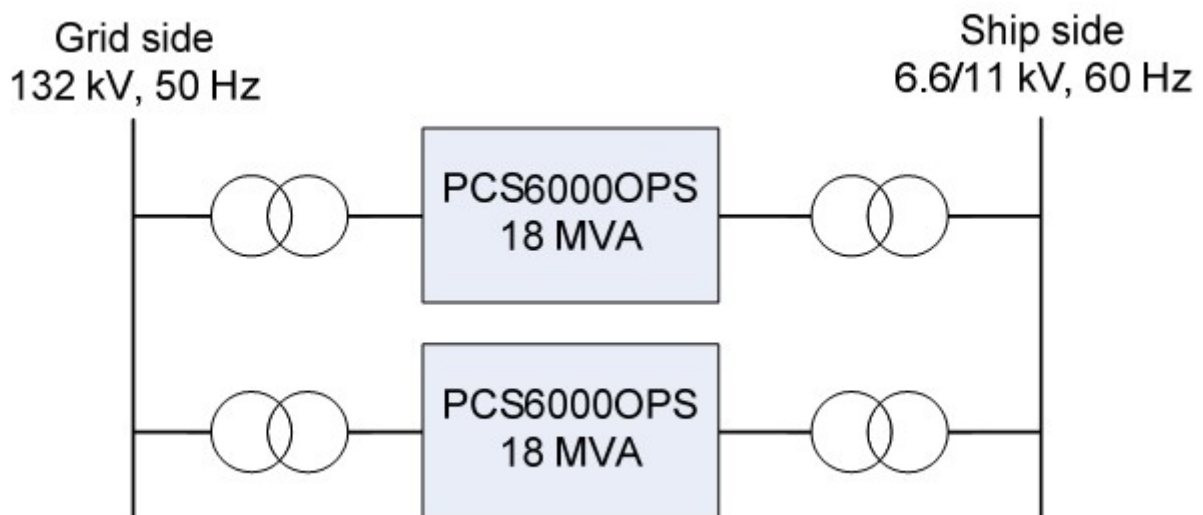 Grid side
132 kV, 50 Hz
Ship side
6.6/11 kV, 60 Hz
PCS6000OPS
18 MVA
PCS6000OPS
18 MVA